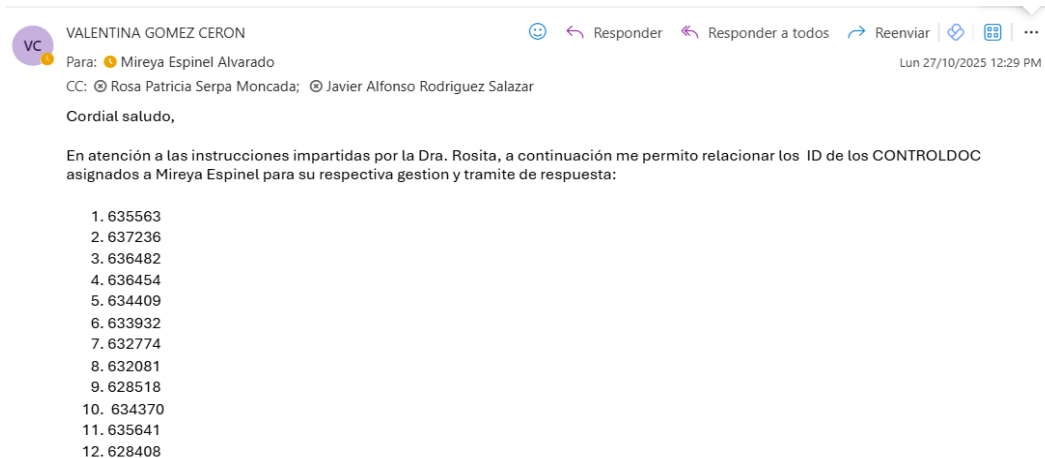 VALENTINA GOMEZ CERON
Responder
Responder a todos
Reenviar
VC
Para: Mireya Espinel Alvarado
Lun 27/10/2025 12:29 PM
CC: Rosa Patricia Serpa Moncada; Javier Alfonso Rodriguez Salazar
Cordial saludo,
En atención a las instrucciones impartidas por la Dra. Rosita, a continuación me permito relacionar los ID de los CONTROLDOC
asignados a Mireya Espinel para su respectiva gestion y tramite de respuesta:
1. 635563
2. 637236
3. 636482
4. 636454
5. 634409
6. 633932
7. 632774
8. 632081
9. 628518
10. 634370
11. 635641
12. 628408